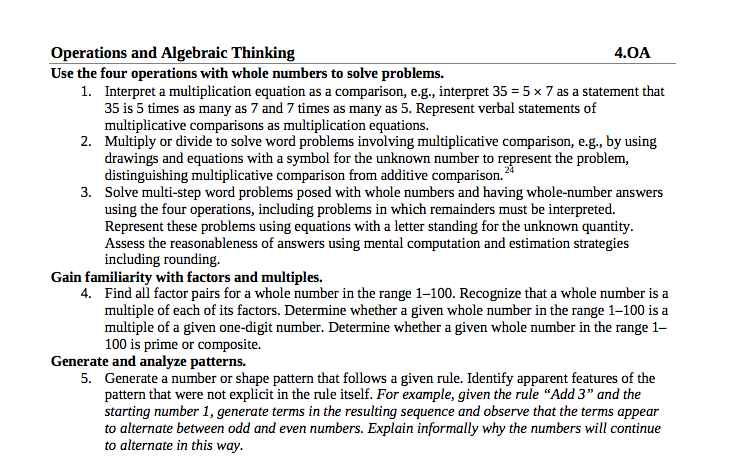 Operations and Algebraic Thinking 4.OA
Use the four operations with whole numbers to solve problems.
1. Interpret a multiplication equation as a comparison, e.g., interpret 35 = 5 × 7 as a statement that
35 is 5 times as many as 7 and 7 times as many as 5. Represent verbal statements of
multiplicative comparisons as multiplication equations.
2. Multiply or divide to solve word problems involving multiplicative comparison, e.g., by using
drawings and equations with a symbol for the unknown number to represent the problem,
distinguishing multiplicative comparison from additive comparison.24
3. Solve multi-step word problems posed with whole numbers and having whole-number answers
using the four operations, including problems in which remainders must be interpreted.
Represent these problems using equations with a letter standing for the unknown quantity.
Assess the reasonableness of answers using mental computation and estimation strategies
including rounding.
Gain familiarity with factors and multiples.
4. Find all factor pairs for a whole number in the range 1–100. Recognize that a whole number is a
multiple of each of its factors. Determine whether a given whole number in the range 1–100 is a
multiple of a given one-digit number. Determine whether a given whole number in the range 1–
100 is prime or composite.
Generate and analyze patterns.
5. Generate a number or shape pattern that follows a given rule. Identify apparent features of the
pattern that were not explicit in the rule itself. For example, given the rule “Add 3” and the
starting number 1, generate terms in the resulting sequence and observe that the terms appear
to alternate between odd and even numbers. Explain informally why the numbers will continue
to alternate in this way.